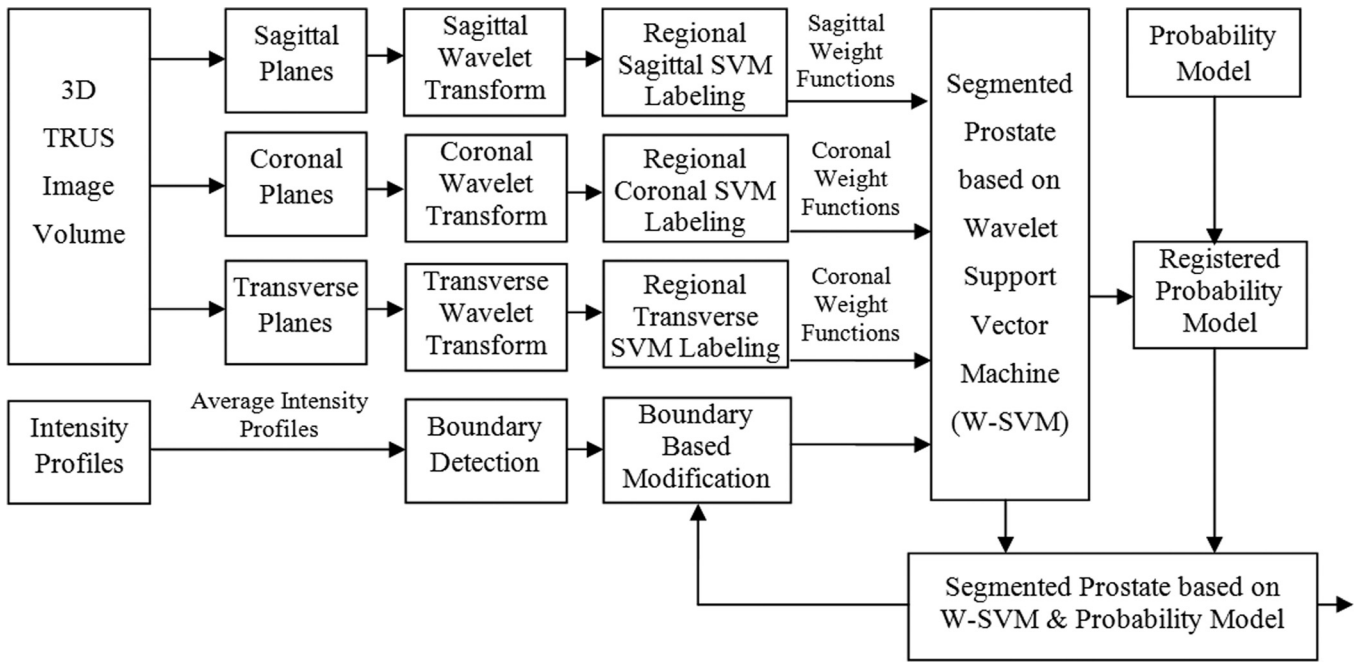 3D
TRUS
Image
Volume
Sagittal
Planes
Sagittal
Wavelet
Transform
Regional
Sagittal SVM
Labeling
Sagittal
Weight
Functions
Coronal
Planes
Coronal
Wavelet
Transform
Regional
Coronal SVM
Labeling
Coronal
Weight
Functions
Transverse
Planes
Transverse
Wavelet
Transform
Regional
Transverse
SVM Labeling
Coronal
Weight
Functions
Intensity
Profiles
Average Intensity
Profiles
Boundary
Detection
Boundary
Based
Modification
Segmented
Prostate
based on
Wavelet
Support
Vector
Machine
(W-SVM)
Probability
Model
Registered
Probability
Model
Segmented Prostate based on
W-SVM & Probability Model